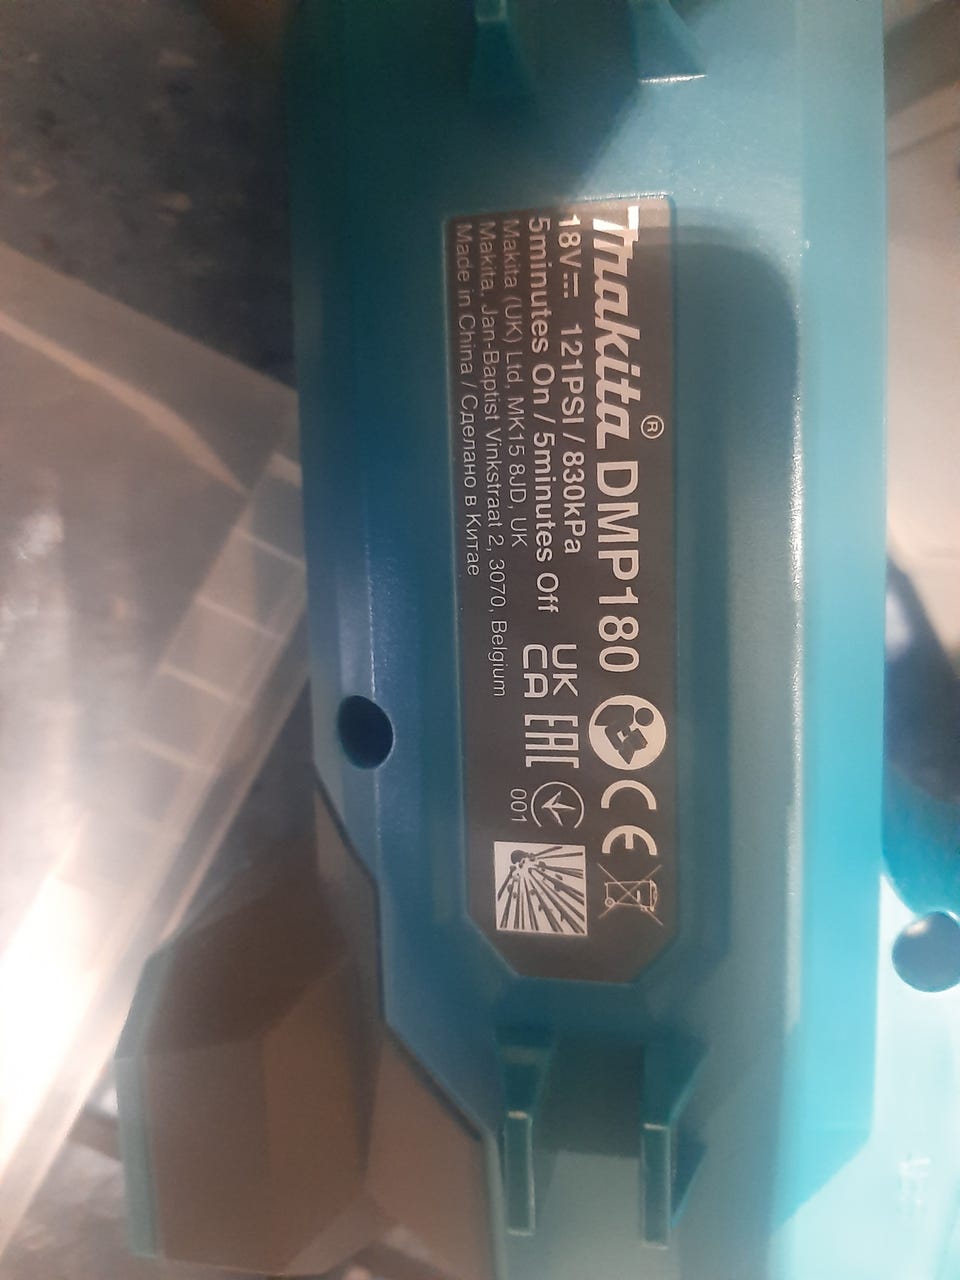 makita® DMP180
18V 121PSI / 830kPa
5minutes On / 5minutes Off
Makita (UK) Ltd, MK15 8JD, UK
Makita, Jan-Baptist Vinkstraat 2, 3070, Belgium
Made in China / Сделано в Китае
CE
UK
CA
EAC
001